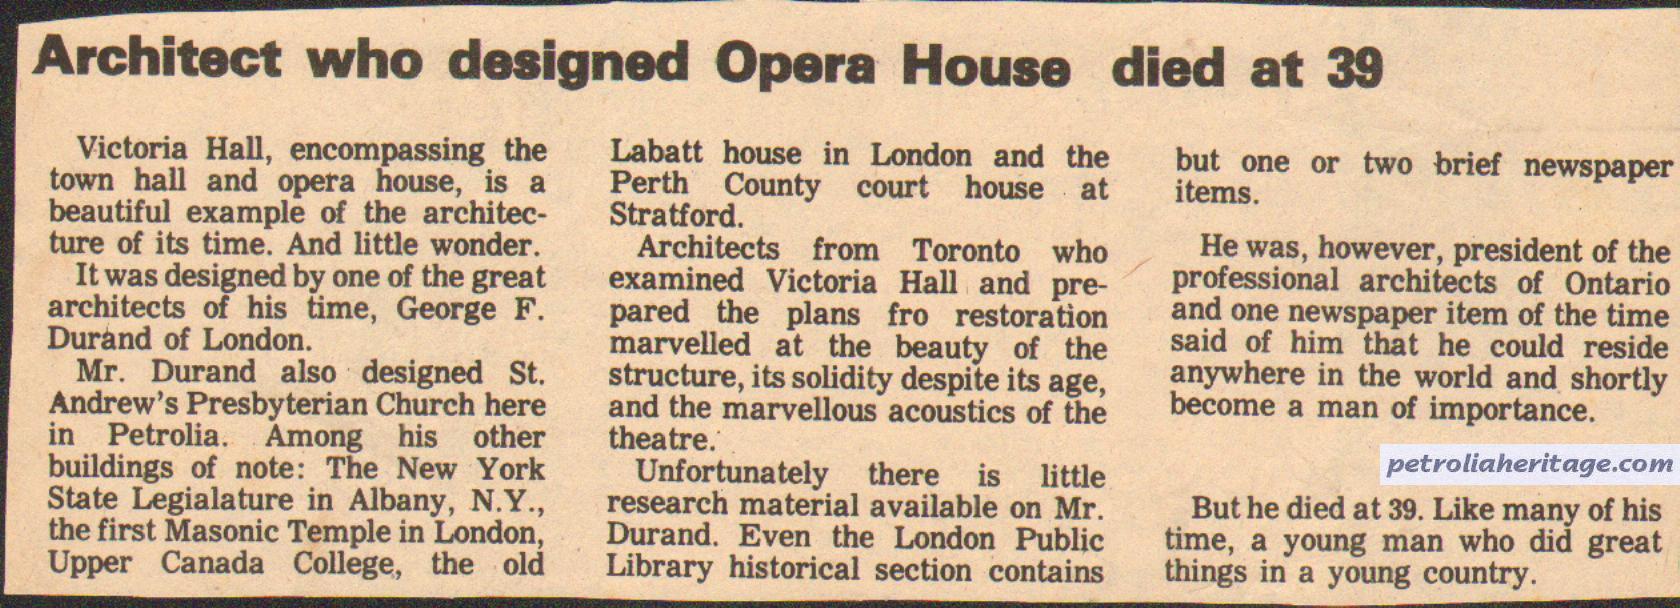 Architect who designed Opera House died at 39
Victoria Hall, encompassing the
town hall and opera house, is a
beautiful example of the architec-
ture of its time. And little wonder.
It was designed by one of the great
architects of his time, George F.
Durand of London.
Mr. Durand also designed St.
Andrew's Presbyterian Church here
in Petrolia. Among his other
buildings of note: The New York
State Legialature in Albany, N.Y.,
the first Masonic Temple in London,
Upper Canada College, the old
Labatt house in London and the
Perth County court house at
Stratford.
Architects from Toronto who
examined Victoria Hall and pre-
pared the plans fro restoration
marvelled at the beauty of the
structure, its solidity despite its age,
and the marvellous acoustics of the
theatre.
Unfortunately there is little
research material available on Mr.
Durand. Even the London Public
Library historical section contains
but one or two brief newspaper
items.
He was, however, president of the
professional architects of Ontario
and one newspaper item of the time
said of him that he could reside
anywhere in the world and shortly
become a man of importance.
petroliaheritage.com
But he died at 39. Like many of his
time, a young man who did great
things in a young country.